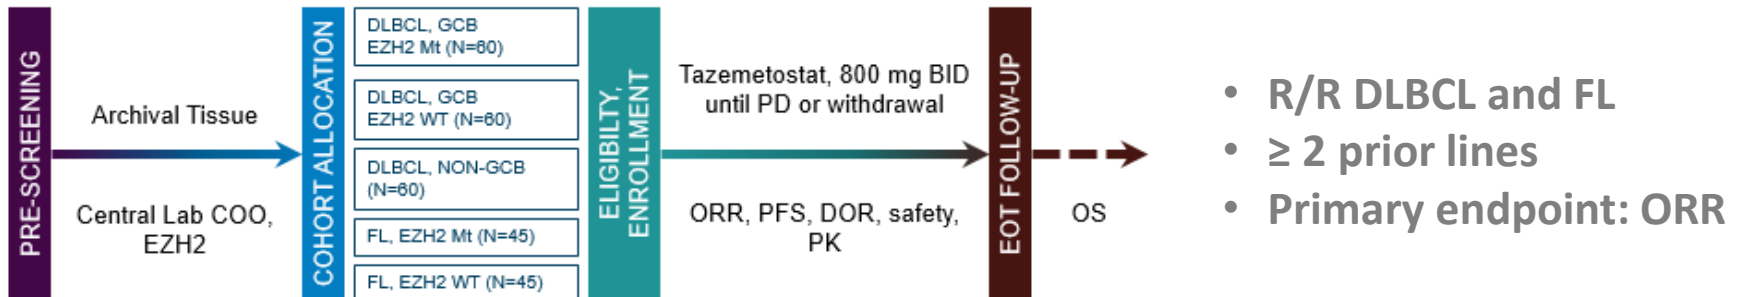 PRE-SCREENING
Archival Tissue
Central Lab COO,
EZH2
COHORT ALLOCATION
DLBCL, GCB
EZH2 Mt (N=60)
DLBCL, GCB
EZH2 WT (N=60)
DLBCL, NON-GCB
(N=60)
FL, EZH2 Mt (N=45)
FL, EZH2 WT (N=45)
ELIGIBILTY,
ENROLLMENT
Tazemetostat, 800 mg BID
until PD or withdrawal
ORR, PFS, DOR, safety,
PK
EOT FOLLOW-UP
OS
• R/R DLBCL and FL
• ≥ 2 prior lines
• Primary endpoint: ORR